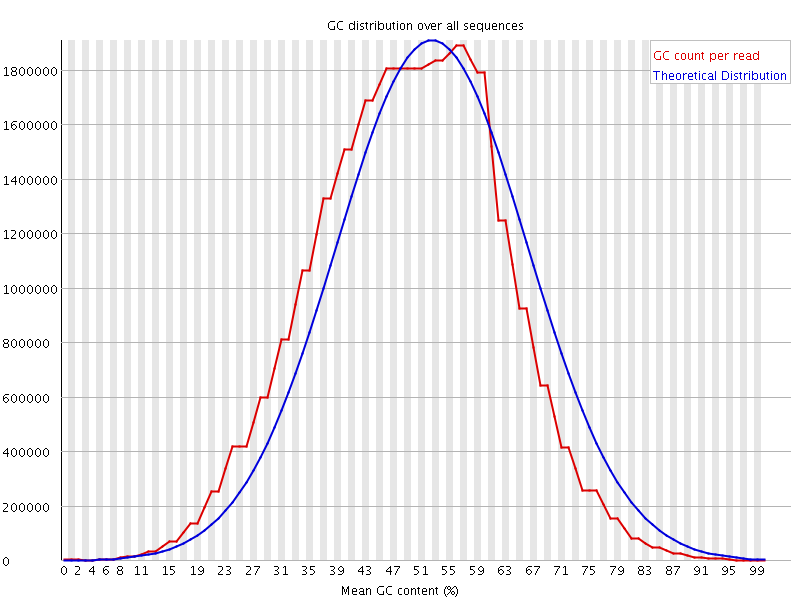 GC distribution over all sequences
GC count per read
Theoretical Distribution
1800000
1600000
1400000
1200000
1000000
800000
600000
400000
200000
0
0 2 4 6 8 11 15 19 23 27 31 35 39 43 47 51 55 59 63 67 71 75 79 83 87 91 95 99
Mean GC content (%)